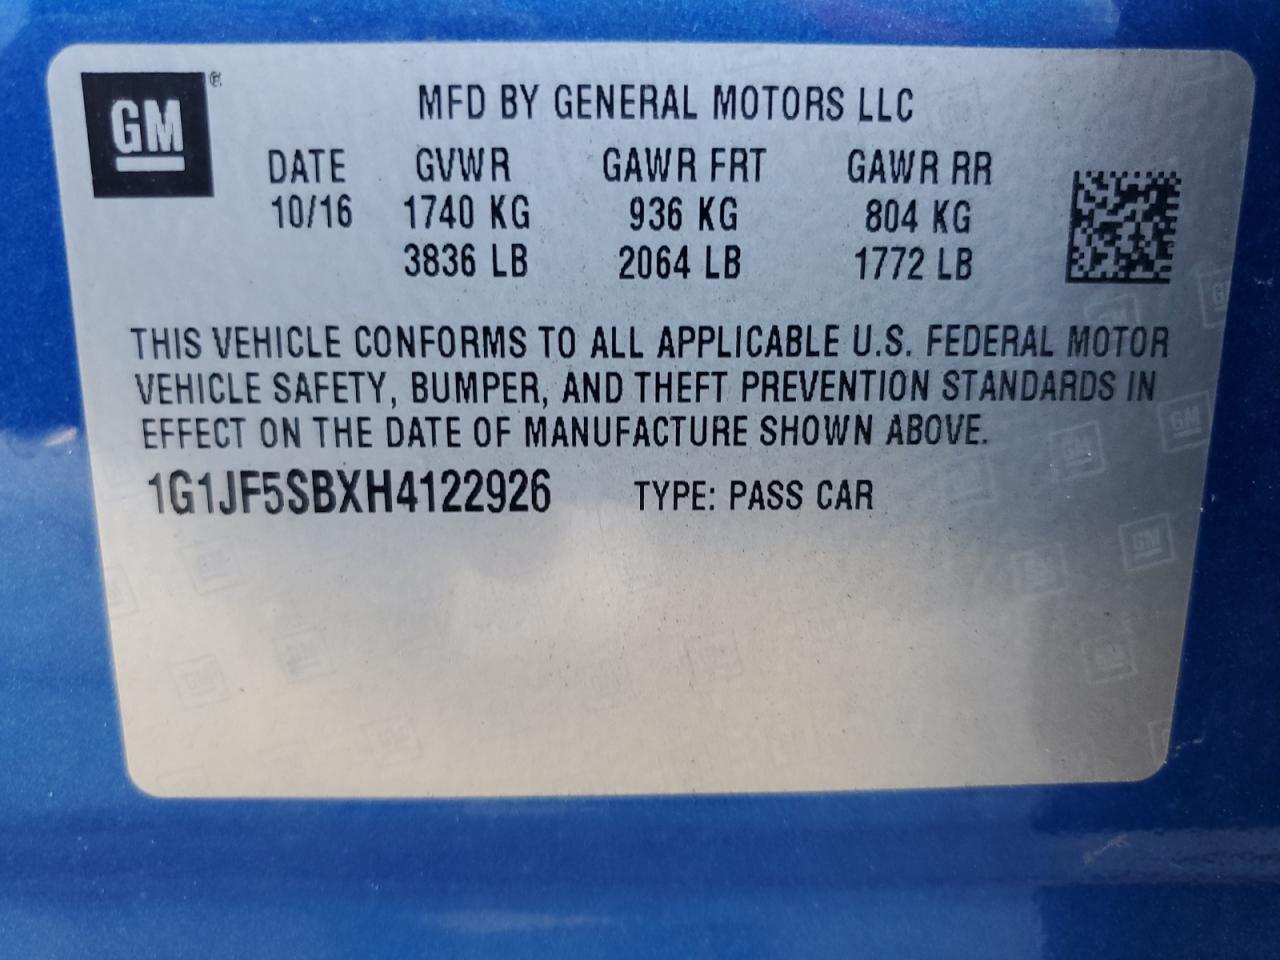 GM®
MFD BY GENERAL MOTORS LLC
DATE GVWR GAWR FRT GAWR RR
10/16 1740 KG 936 KG 804 KG
3836 LB 2064 LB 1772 LB
THIS VEHICLE CONFORMS TO ALL APPLICABLE U.S. FEDERAL MOTOR
VEHICLE SAFETY, BUMPER, AND THEFT PREVENTION STANDARDS IN
EFFECT ON THE DATE OF MANUFACTURE SHOWN ABOVE.
1G1JF5SBXH4122926 TYPE: PASS CAR